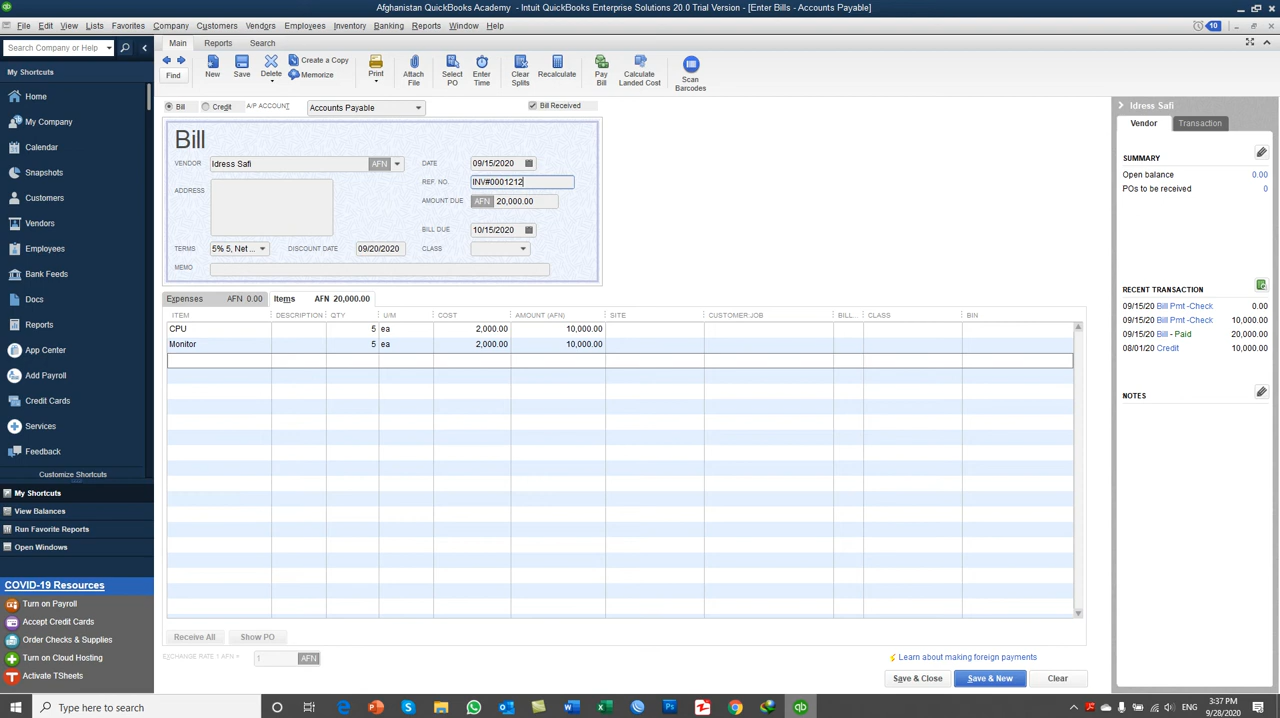 Afghanistan QuickBooks Academy - Intuit QuickBooks Enterprise Solutions 20.0 Trial Version - [Enter Bills - Accounts Payable]
File Edit View Lists Favorites Company Customers Vendors Employees Inventory Banking Reports Window Help 10
Search Company or Help
My Shortcuts
Home
My Company
Calendar
Snapshots
Customers
Vendors
Employees
Bank Feeds
Docs
Reports
App Center
Add Payroll
Credit Cards
Services
Feedback
Customize Shortcuts
My Shortcuts
View Balances
Run Favorite Reports
Open Windows
COVID-19 Resources
Turn on Payroll
Accept Credit Cards
Order Checks & Supplies
Turn on Cloud Hosting
Activate TSheets
Main Reports Search
Find New Save Delete Create a Copy Memorize Print Attach File Select PO Enter Time Clear Splits Recalculate Pay Bill Calculate Landed Cost Scan Barcodes
Bill Credit A/P ACCOUNT Accounts Payable Bill Received
Bill
VENDOR Idress Safi AFN DATE 09/15/2020
ADDRESS REF. NO. INV#0001212
AMOUNT DUE AFN 20,000.00
BILL DUE 10/15/2020
TERMS 5% 5, Net ... DISCOUNT DATE 09/20/2020 CLASS
MEMO
Expenses AFN 0.00 Items AFN 20,000.00
ITEM DESCRIPTION QTY U/M COST AMOUNT (AFN) SITE CUSTOMER:JOB BILL... CLASS BIN
CPU 5 ea 2,000.00 10,000.00
Monitor 5 ea 2,000.00 10,000.00
Receive All Show PO
EXCHANGE RATE 1 AFN = 1 AFN
Learn about making foreign payments
Save & Close Save & New Clear
Idress Safi
Vendor Transaction
SUMMARY
Open balance 0.00
POs to be received 0
RECENT TRANSACTION
09/15/20 Bill Pmt -Check 0.00
09/15/20 Bill Pmt -Check 10,000.00
09/15/20 Bill - Paid 20,000.00
08/01/20 Credit 10,000.00
NOTES
Type here to search
ENG
3:37 PM
9/28/2020